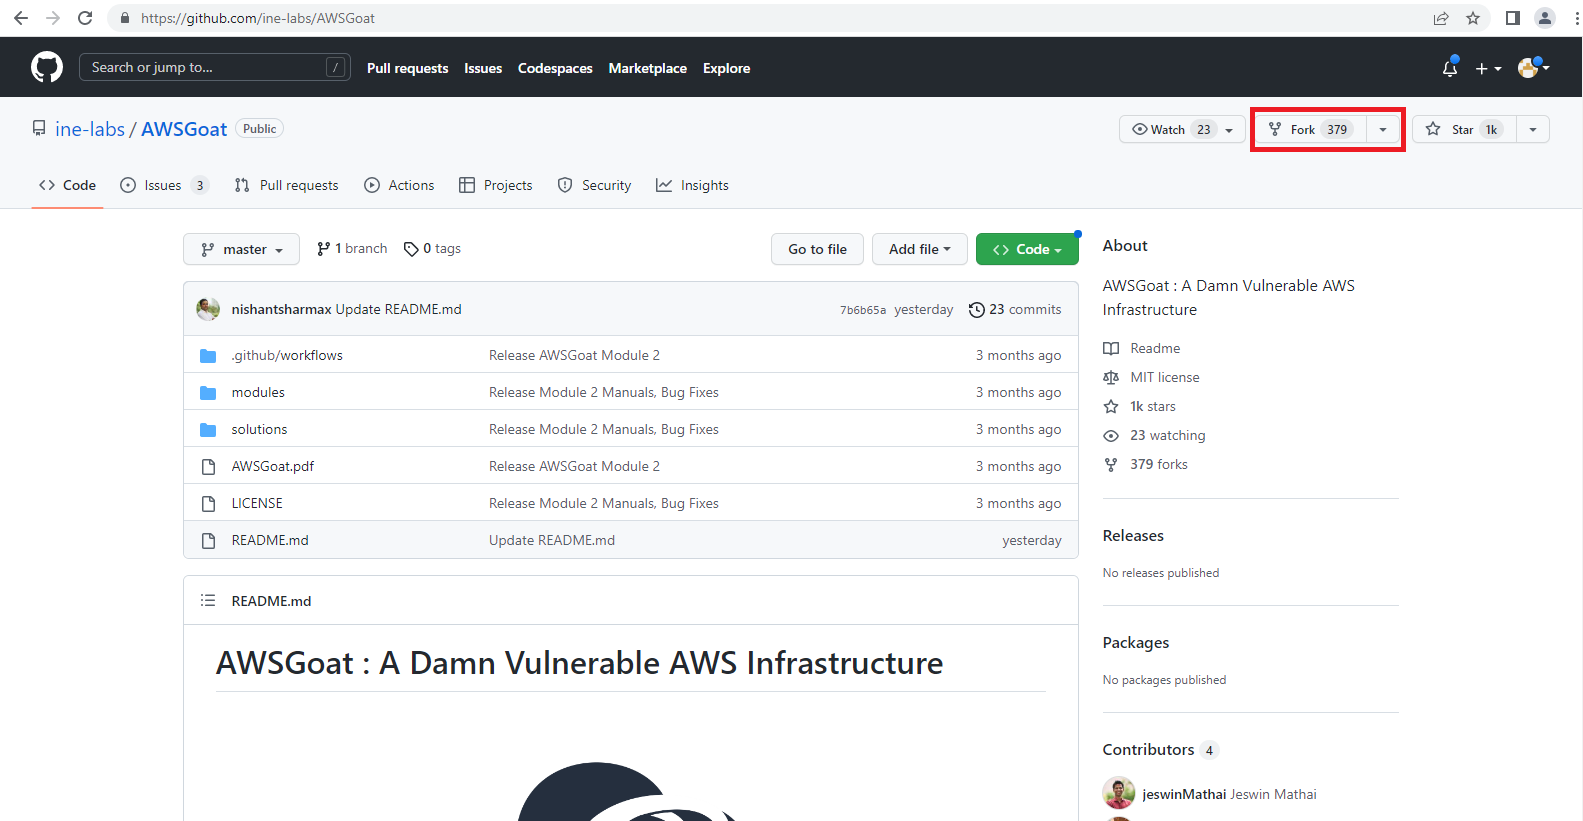 https://github.com/ine-labs/AWSGoat
Search or jump to... / Pull requests Issues Codespaces Marketplace Explore
ine-labs / AWSGoat Public Watch 23 Fork 379 Star 1k
Code Issues 3 Pull requests Actions Projects Security Insights
master 1 branch 0 tags Go to file Add file Code
nishantsharmax Update README.md 7b6b65a yesterday 23 commits
.github/workflows Release AWSGoat Module 2 3 months ago
modules Release Module 2 Manuals, Bug Fixes 3 months ago
solutions Release Module 2 Manuals, Bug Fixes 3 months ago
AWSGoat.pdf Release AWSGoat Module 2 3 months ago
LICENSE Release Module 2 Manuals, Bug Fixes 3 months ago
README.md Update README.md yesterday
README.md
AWSGoat : A Damn Vulnerable AWS Infrastructure
About
AWSGoat : A Damn Vulnerable AWS
Infrastructure
Readme
MIT license
1k stars
23 watching
379 forks
Releases
No releases published
Packages
No packages published
Contributors 4
jeswinMathai Jeswin Mathai